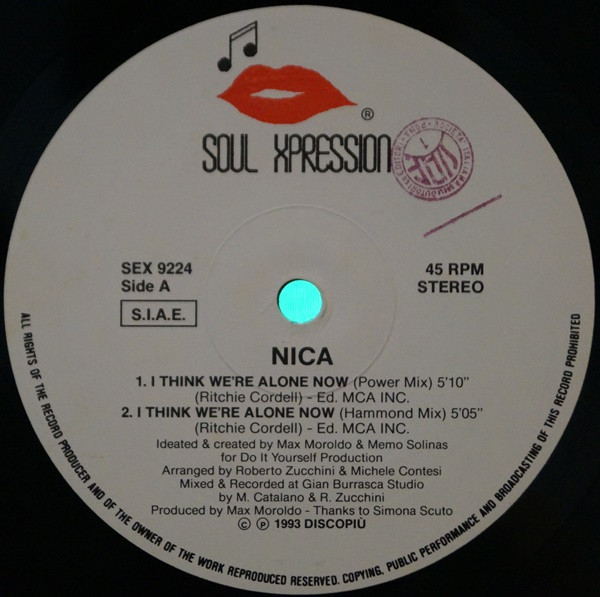 ®
SOUL XPRESSION
SEX 9224
Side A
S.I.A.E.
45 RPM
STEREO
NICA
1. I THINK WE'RE ALONE NOW (Power Mix) 5'10"
(Ritchie Cordell) - Ed. MCA INC.
2. I THINK WE'RE ALONE NOW (Hammond Mix) 5'05"
(Ritchie Cordell) - Ed. MCA INC.
Ideated & created by Max Moroldo & Memo Solinas
for Do It Yourself Production
Arranged by Roberto Zucchini & Michele Contesi
Mixed & Recorded at Gian Burrasca Studio
by M. Catalano & R. Zucchini
Produced by Max Moroldo - Thanks to Simona Scuto
© ℗ 1993 DISCOPIÙ
ALL RIGHTS OF THE RECORD PRODUCER AND OF THE OWNER OF THE WORK REPRODUCED RESERVED. COPYING, PUBLIC PERFORMANCE AND BROADCASTING OF THIS RECORD PROHIBITED